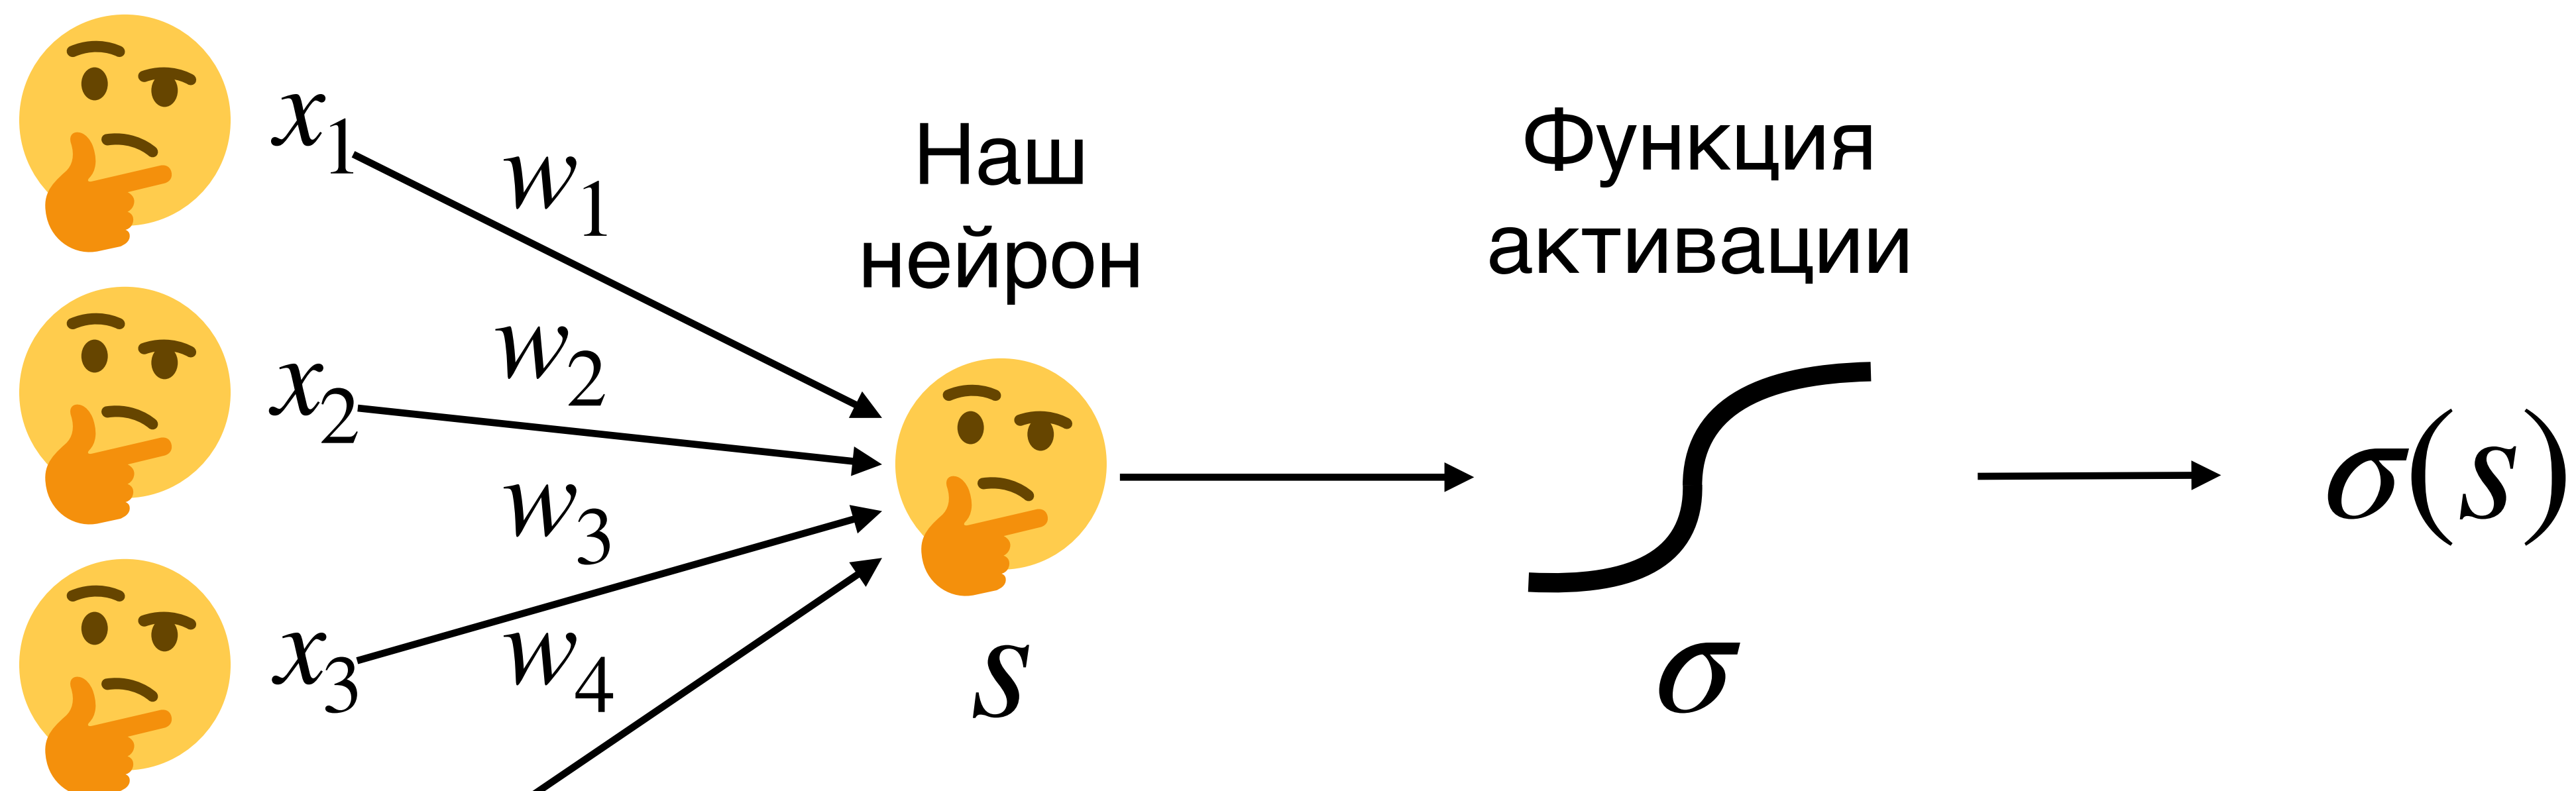 x₁
w₁
Наш
нейрон
Функция
активации
x₂
w₂
σ(s)
w₃
x₃
w₄
s
σ